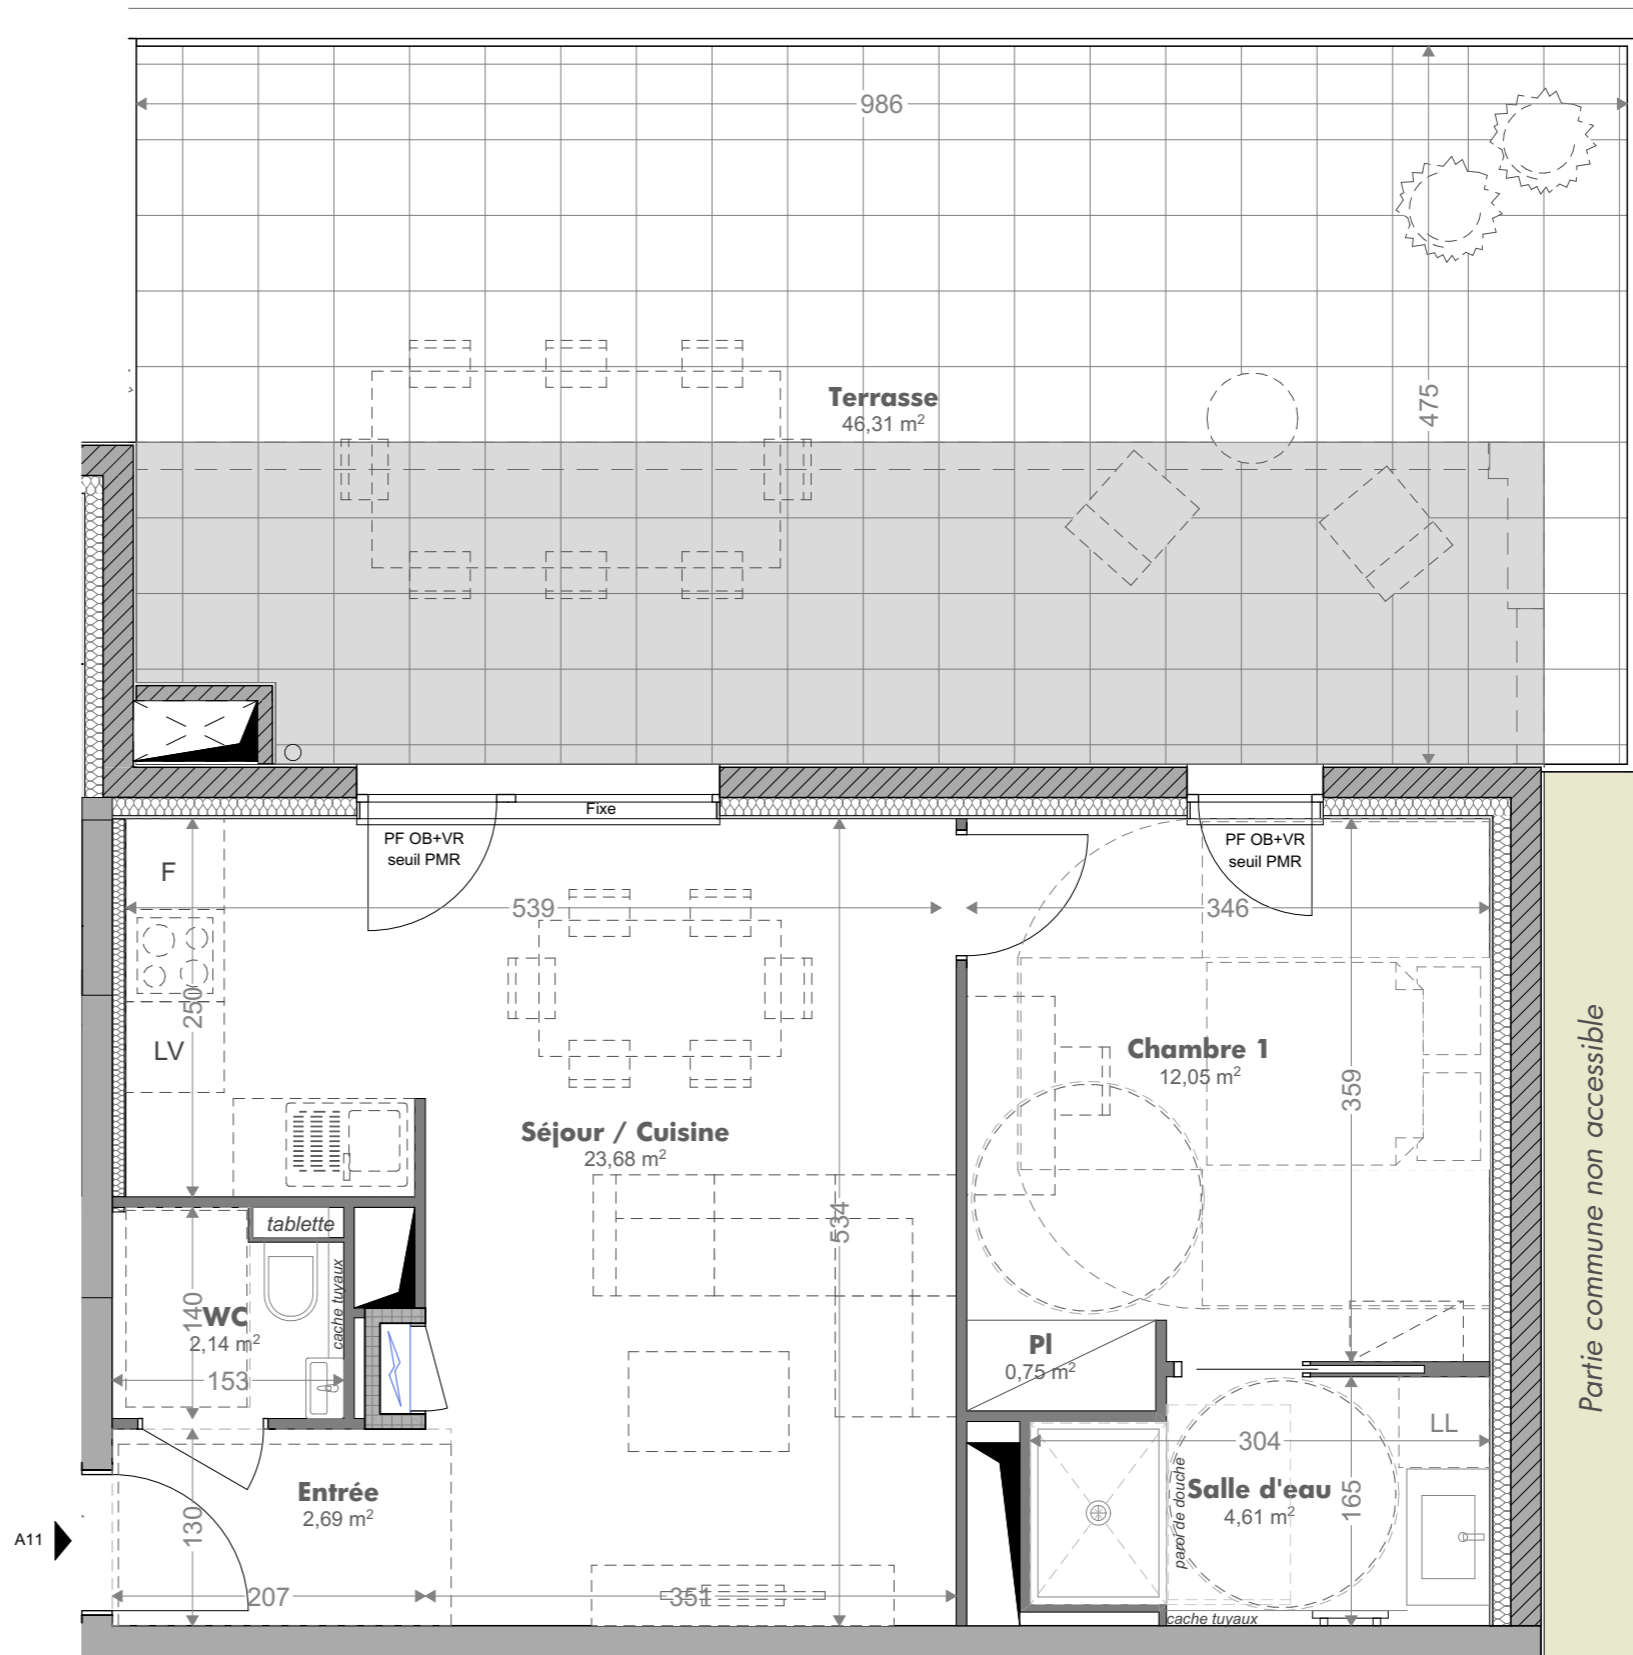 986
Terrasse
46,31 m²
475
Fixe
PF OB+VR
seuil PMR
PF OB+VR
seuil PMR
F
539
346
250
LV
Chambre 1
12,05 m²
359
Séjour / Cuisine
23,68 m²
534
tablette
cache tuyaux
140
WC
2,14 m²
153
Pl
0,75 m²
Partie commune non accessible
304
LL
paroi de douche
Salle d'eau
4,61 m²
165
Entrée
2,69 m²
130
A11
207
351
cache tuyaux